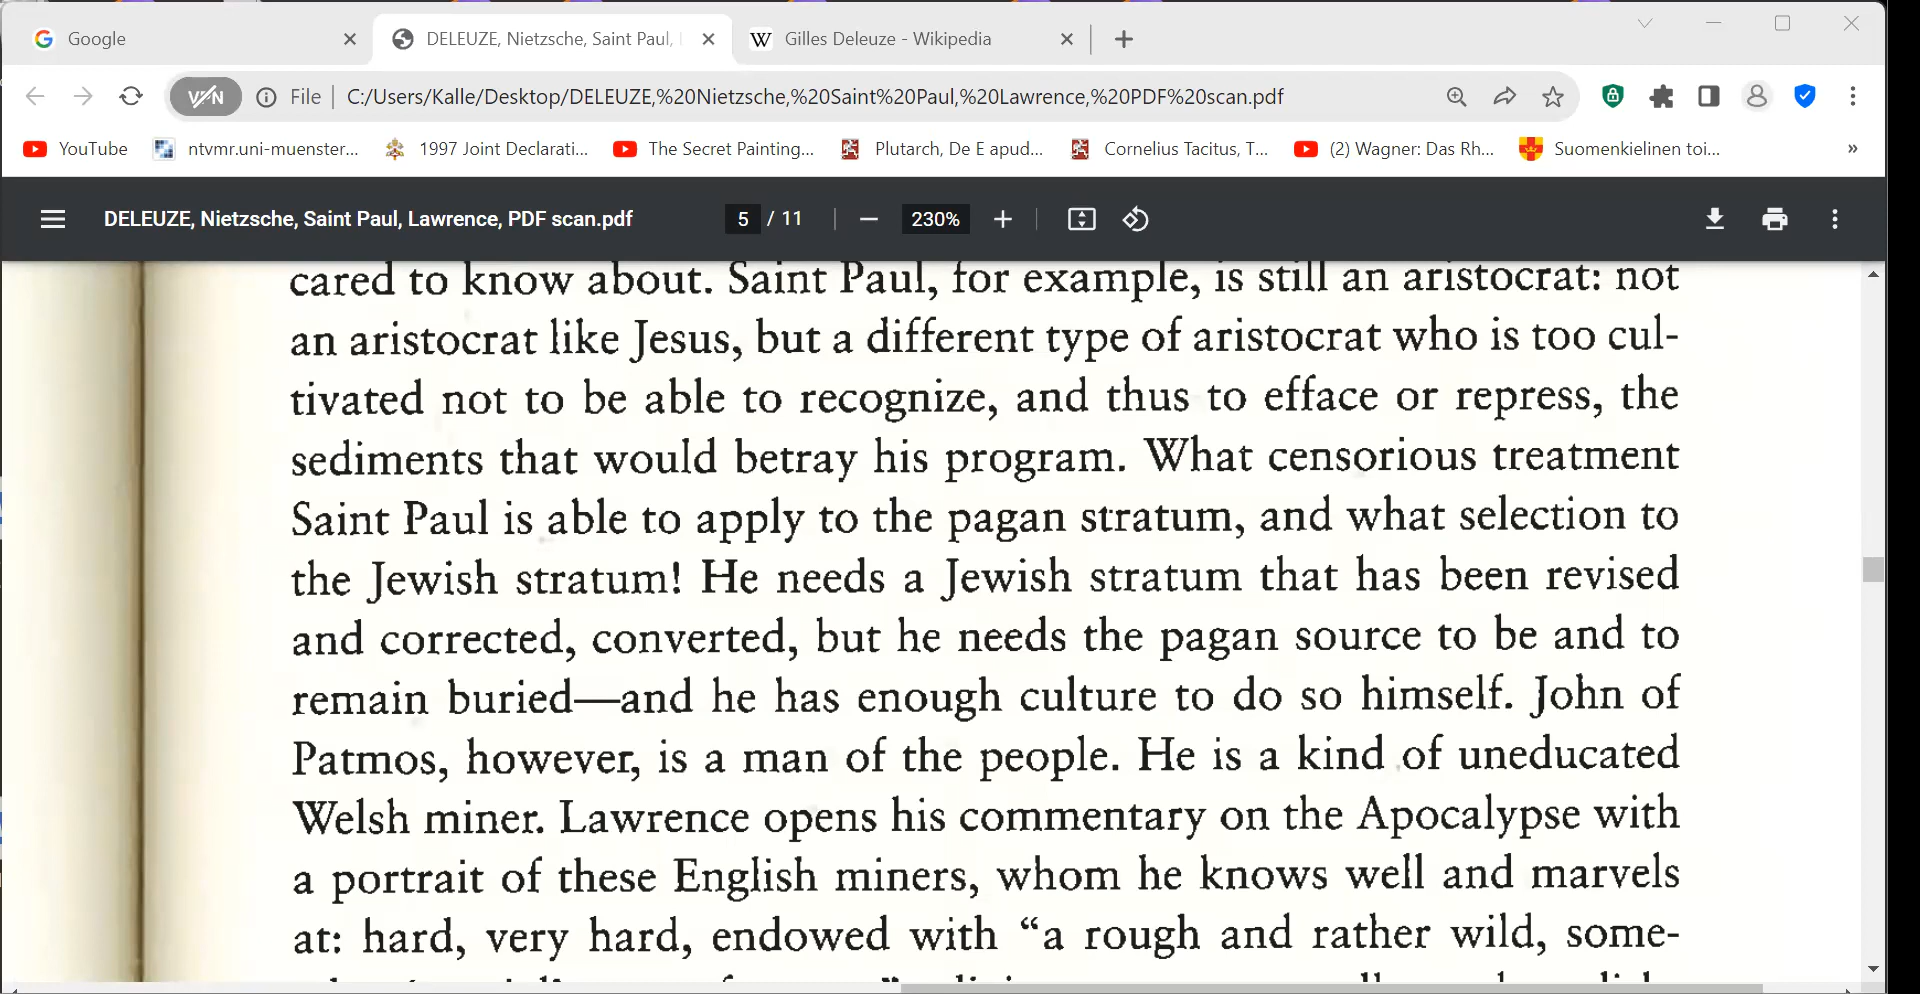 Google
DELEUZE, Nietzsche, Saint Paul,
W Gilles Deleuze - Wikipedia
VPN File C:/Users/Kalle/Desktop/DELEUZE,%20Nietzsche,%20Saint%20Paul,%20Lawrence,%20PDF%20scan.pdf
YouTube ntvmr.uni-muenster... 1997 Joint Declarati... The Secret Painting... Plutarch, De E apud... Cornelius Tacitus, T... (2) Wagner: Das Rh... Suomenkielinen toi... »
DELEUZE, Nietzsche, Saint Paul, Lawrence, PDF scan.pdf 5 / 11 230%
cared to know about. Saint Paul, for example, is still an aristocrat: not
an aristocrat like Jesus, but a different type of aristocrat who is too cul-
tivated not to be able to recognize, and thus to efface or repress, the
sediments that would betray his program. What censorious treatment
Saint Paul is able to apply to the pagan stratum, and what selection to
the Jewish stratum! He needs a Jewish stratum that has been revised
and corrected, converted, but he needs the pagan source to be and to
remain buried—and he has enough culture to do so himself. John of
Patmos, however, is a man of the people. He is a kind of uneducated
Welsh miner. Lawrence opens his commentary on the Apocalypse with
a portrait of these English miners, whom he knows well and marvels
at: hard, very hard, endowed with “a rough and rather wild, some-